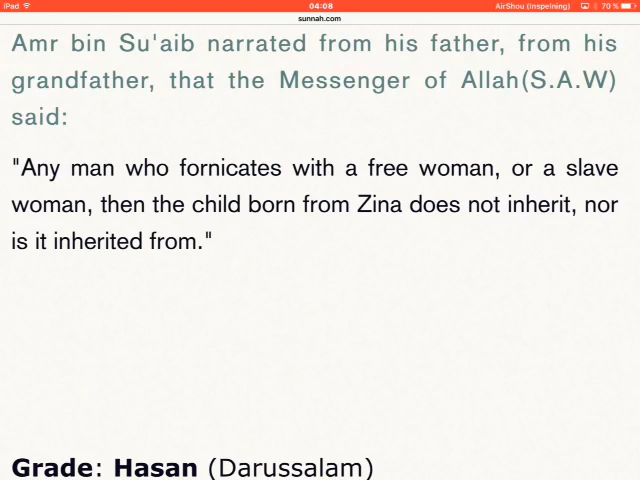 iPad 04:08 AirShou (Inspelning) 70 %
sunnah.com
Amr bin Su'aib narrated from his father, from his
grandfather, that the Messenger of Allah(S.A.W)
said:
"Any man who fornicates with a free woman, or a slave
woman, then the child born from Zina does not inherit, nor
is it inherited from."
Grade: Hasan (Darussalam)